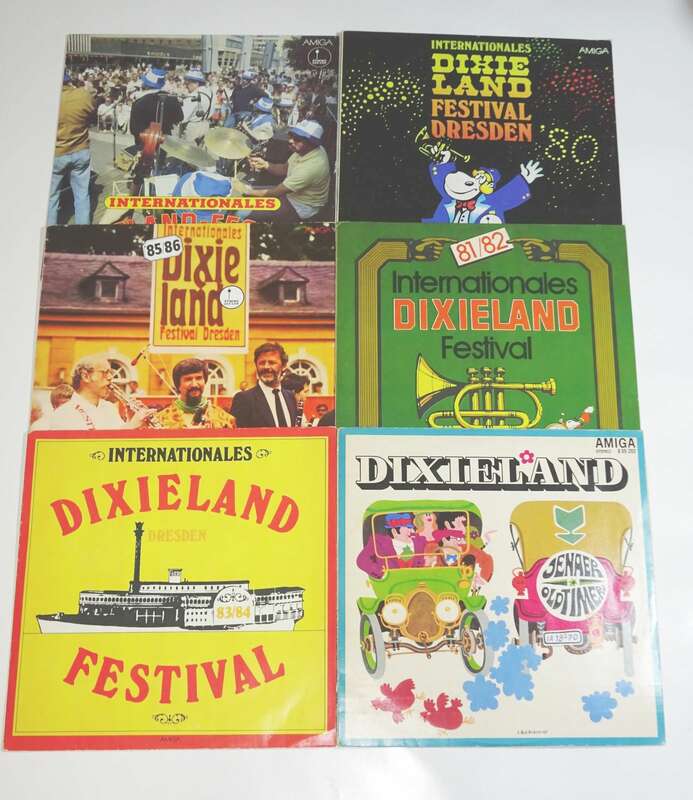 AMIGA
INTERNATIONALES
INTERNATIONALES
DIXIE
LAND
FESTIVAL
DRESDEN
80
AMIGA
85/86
Internationales
Dixie
land
Festival Dresden
81/82
Internationales
DIXIELAND
Festival
INTERNATIONALES
DIXIELAND
DRESDEN
83/84
FESTIVAL
AMIGA
AMIGA
STEREO
DIXIELAND
JENAER
OLDTIMER